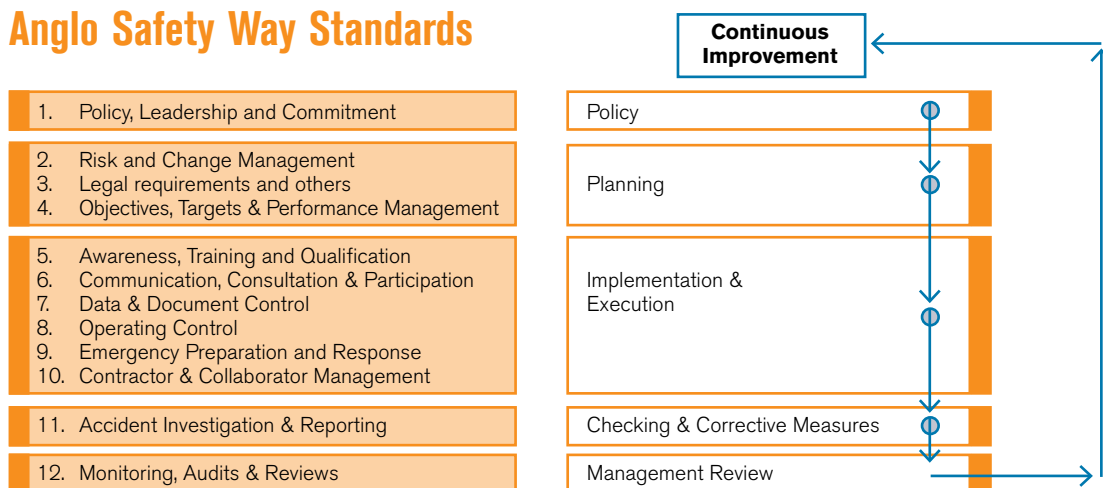 Anglo Safety Way Standards
Continuous
Improvement
1. Policy, Leadership and Commitment
Policy
2. Risk and Change Management
3. Legal requirements and others
4. Objectives, Targets & Performance Management
Planning
5. Awareness, Training and Qualification
6. Communication, Consultation & Participation
7. Data & Document Control
8. Operating Control
9. Emergency Preparation and Response
10. Contractor & Collaborator Management
Implementation &
Execution
11. Accident Investigation & Reporting
Checking & Corrective Measures
12. Monitoring, Audits & Reviews
Management Review